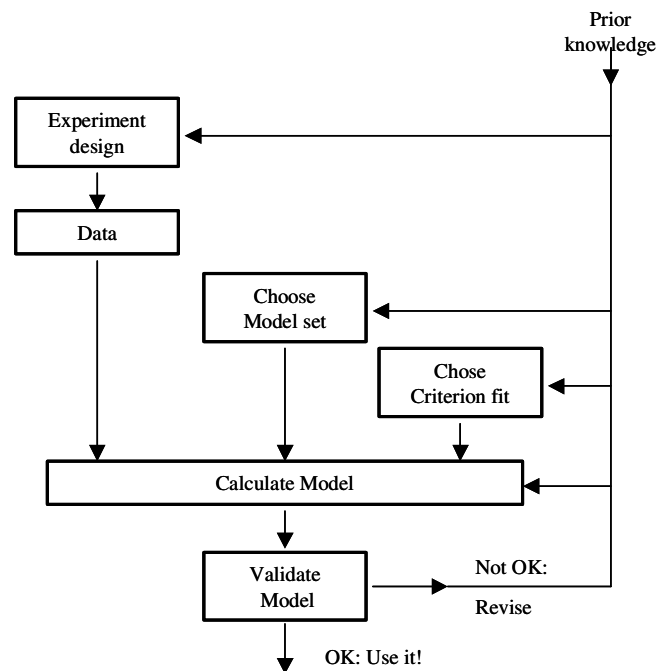 Prior
knowledge
Experiment
design
Data
Choose
Model set
Chose
Criterion fit
Calculate Model
Validate
Model
Not OK:
Revise
OK: Use it!